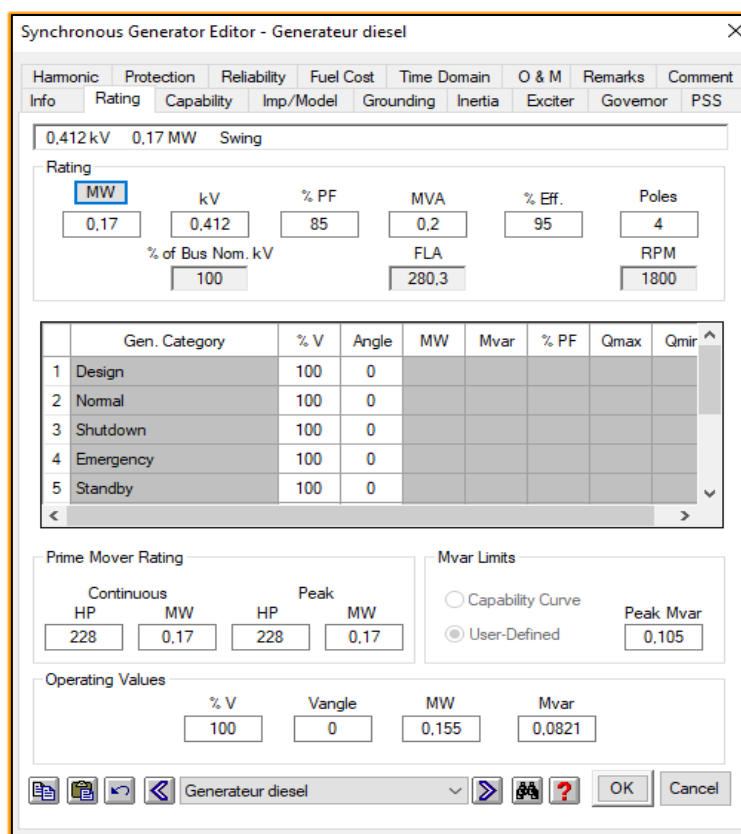 Synchronous Generator Editor - Generateur diesel
Harmonic Protection Reliability Fuel Cost Time Domain O & M Remarks Comment
Info Rating Capability Imp/Model Grounding Inertia Exciter Governor PSS
0,412 kV 0,17 MW Swing
Rating
MW kV % PF MVA % Eff. Poles
0,17 0,412 85 0,2 95 4
% of Bus Nom. kV FLA RPM
100 280,3 1800
Gen. Category % V Angle MW Mvar % PF Qmax Qmin
1 Design 100 0
2 Normal 100 0
3 Shutdown 100 0
4 Emergency 100 0
5 Standby 100 0
Prime Mover Rating
Continuous Peak
HP MW HP MW
228 0,17 228 0,17
Mvar Limits
Capability Curve
User-Defined
Peak Mvar
0,105
Operating Values
% V Vangle MW Mvar
100 0 0,155 0,0821
Generateur diesel
? OK Cancel